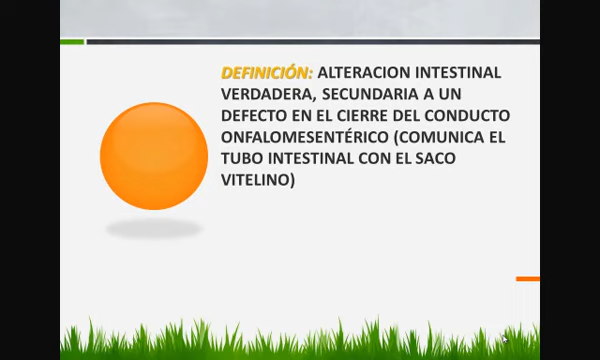 DEFINICIÓN: ALTERACION INTESTINAL
VERDADERA, SECUNDARIA A UN
DEFECTO EN EL CIERRE DEL CONDUCTO
ONFALOMESENTÉRICO (COMUNICA EL
TUBO INTESTINAL CON EL SACO
VITELINO)